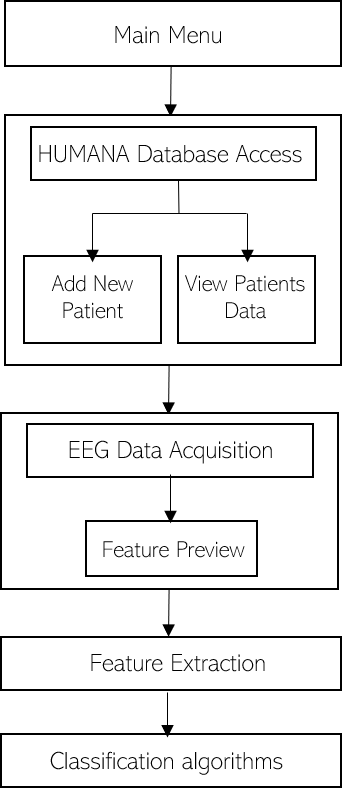 Main Menu
HUMANA Database Access
Add New
Patient
View Patients
Data
EEG Data Acquisition
Feature Preview
Feature Extraction
Classification algorithms